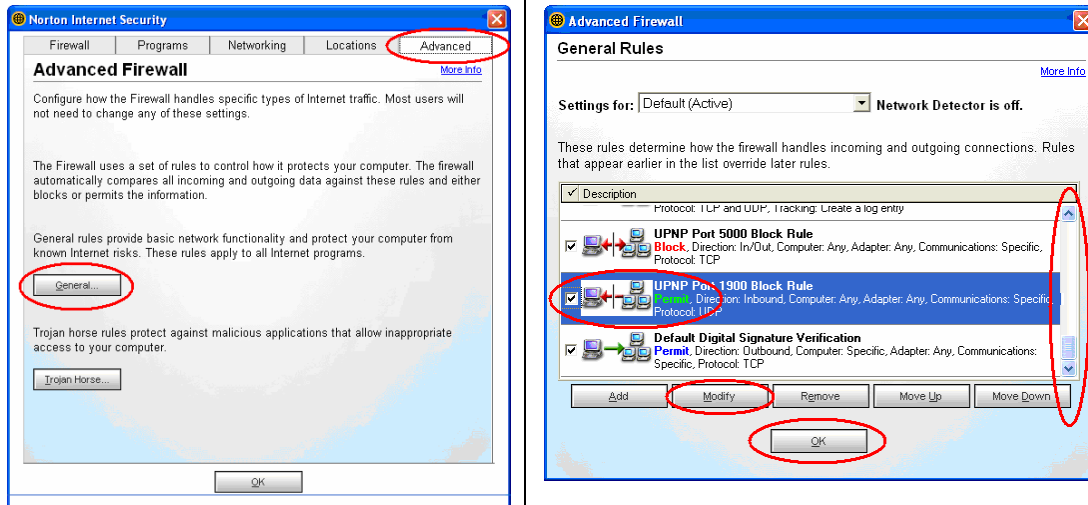 Norton Internet Security
Firewall Programs Networking Locations Advanced
Advanced Firewall
More Info
Configure how the Firewall handles specific types of Internet traffic. Most users will
not need to change any of these settings.
The Firewall uses a set of rules to control how it protects your computer. The firewall
automatically compares all incoming and outgoing data against these rules and either
blocks or permits the information.
General rules provide basic network functionality and protect your computer from
known Internet risks. These rules apply to all Internet programs.
General...
Trojan horse rules protect against malicious applications that allow inappropriate
access to your computer.
Trojan Horse...
OK
Advanced Firewall
General Rules
More Info
Settings for: Default (Active) Network Detector is off.
These rules determine how the firewall handles incoming and outgoing connections. Rules
that appear earlier in the list override later rules.
Description
Protocol: TCP and UDP, Tracking: Create a log entry
UPNP Port 5000 Block Rule
Block, Direction: In/Out, Computer: Any, Adapter: Any, Communications: Specific,
Protocol: TCP
UPNP Port 1900 Block Rule
Permit, Direction: Inbound, Computer: Any, Adapter: Any, Communications: Specific,
Protocol: UDP
Default Digital Signature Verification
Permit, Direction: Outbound, Computer: Specific, Adapter: Any, Communications:
Specific, Protocol: TCP
Add Modify Remove Move Up Move Down
OK